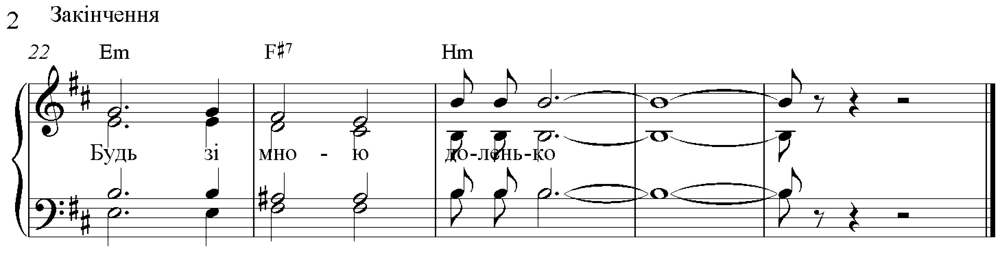 2 Закінчення
22 Em F♯7 Hm
Будь зі мно - ю до-лень-ко